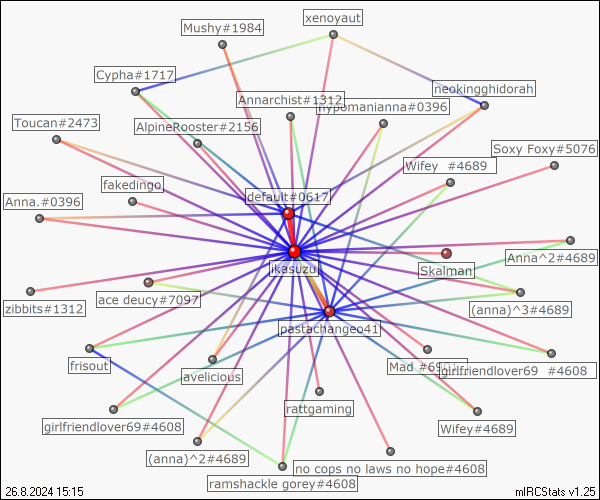 xenoyaut
Mushy#1984
Cypha#1717
neokingghidorah
Annarchist#1312
hypomanianna#0396
Toucan#2473
AlpineRooster#2156
Soxy Foxy#5076
Wifey #4689
fakedingo
default#0617
Anna.#0396
Anna^2#4689
ikasuzu
Skalman
zibbits#1312
ace deucy#7097
(anna)^3#4689
pastachangeo41
frisout
avelicious
Mad
girlfriendlover69 #4608
rattgaming
girlfriendlover69#4608
Wifey#4689
(anna)^2#4689
no cops no laws no hope#4608
ramshackle gorey#4608
26.8.2024 15:15
mIRCStats v1.25